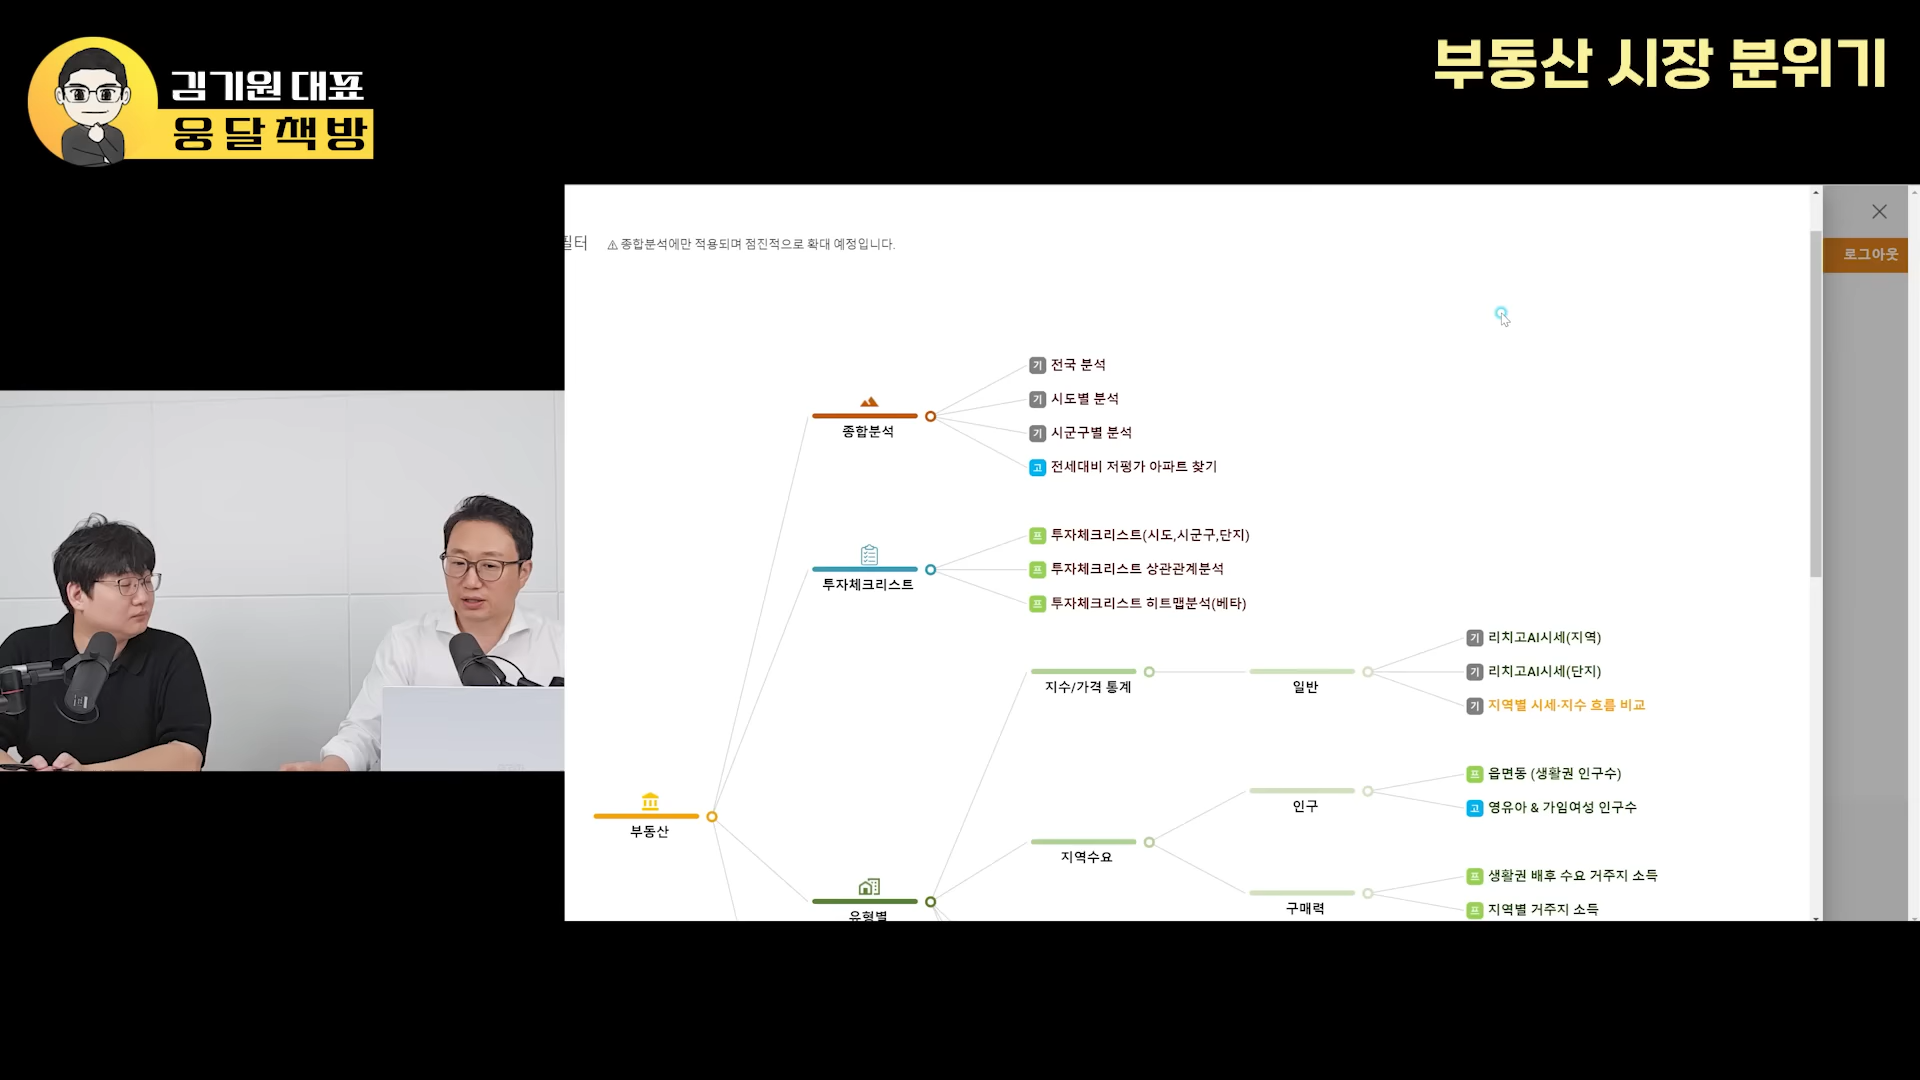 김기원 대표
웅달책방
부동산 시장 분위기
필터
⚠ 종합분석에만 적용되며 점진적으로 확대 예정입니다.
로그아웃
기 전국 분석
기 시도별 분석
종합분석
기 시군구별 분석
고 전세대비 저평가 아파트 찾기
프 투자체크리스트(시도,시군구,단지)
프 투자체크리스트 상관관계분석
투자체크리스트
프 투자체크리스트 히트맵분석(베타)
기 리치고AI시세(지역)
기 리치고AI시세(단지)
지수/가격 통계
일반
기 지역별 시세·지수 흐름 비교
프 읍면동 (생활권 인구수)
인구
고 영유아 & 가임여성 인구수
부동산
지역수요
프 생활권 배후 수요 거주지 소득
구매력
프 지역별 거주지 소득
유형별